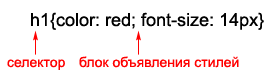 h1{color: red; font-size: 14px}
селектор блок объявления стилей